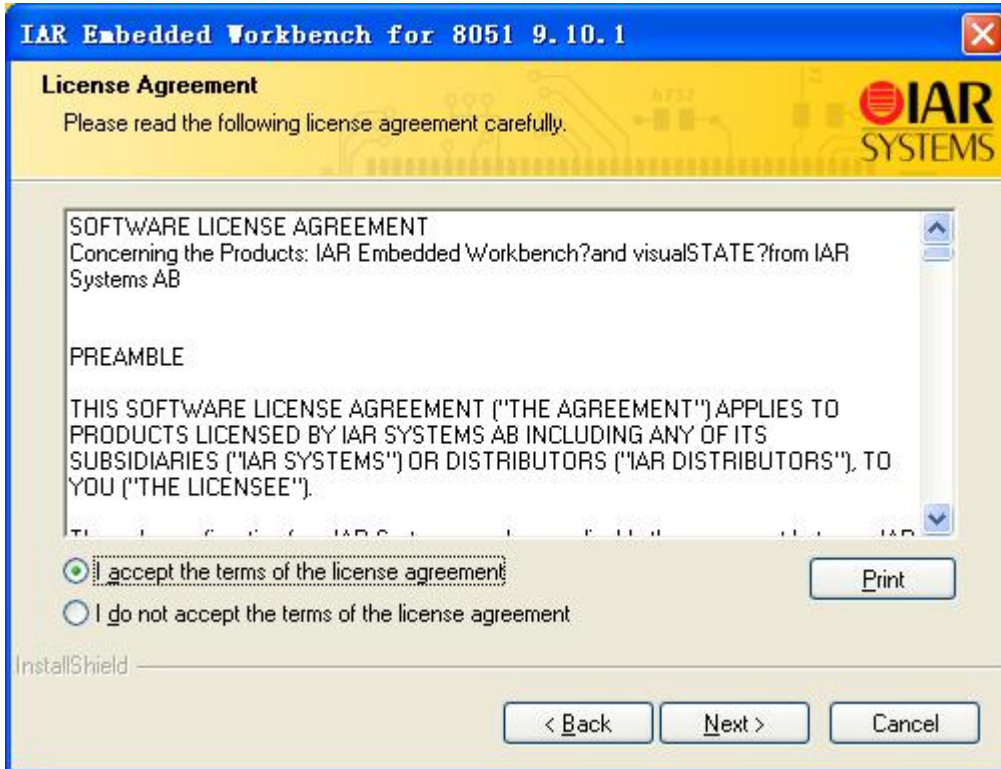 IAR Embedded Workbench for 8051 9.10.1
License Agreement
Please read the following license agreement carefully.
IAR
SYSTEMS
SOFTWARE LICENSE AGREEMENT
Concerning the Products: IAR Embedded Workbench?and visualSTATE?from IAR
Systems AB
PREAMBLE
THIS SOFTWARE LICENSE AGREEMENT ("THE AGREEMENT") APPLIES TO
PRODUCTS LICENSED BY IAR SYSTEMS AB INCLUDING ANY OF ITS
SUBSIDIARIES ("IAR SYSTEMS") OR DISTRIBUTORS ("IAR DISTRIBUTORS"), TO
YOU ("THE LICENSEE").
I accept the terms of the license agreement
Print
I do not accept the terms of the license agreement
InstallShield
< Back
Next >
Cancel